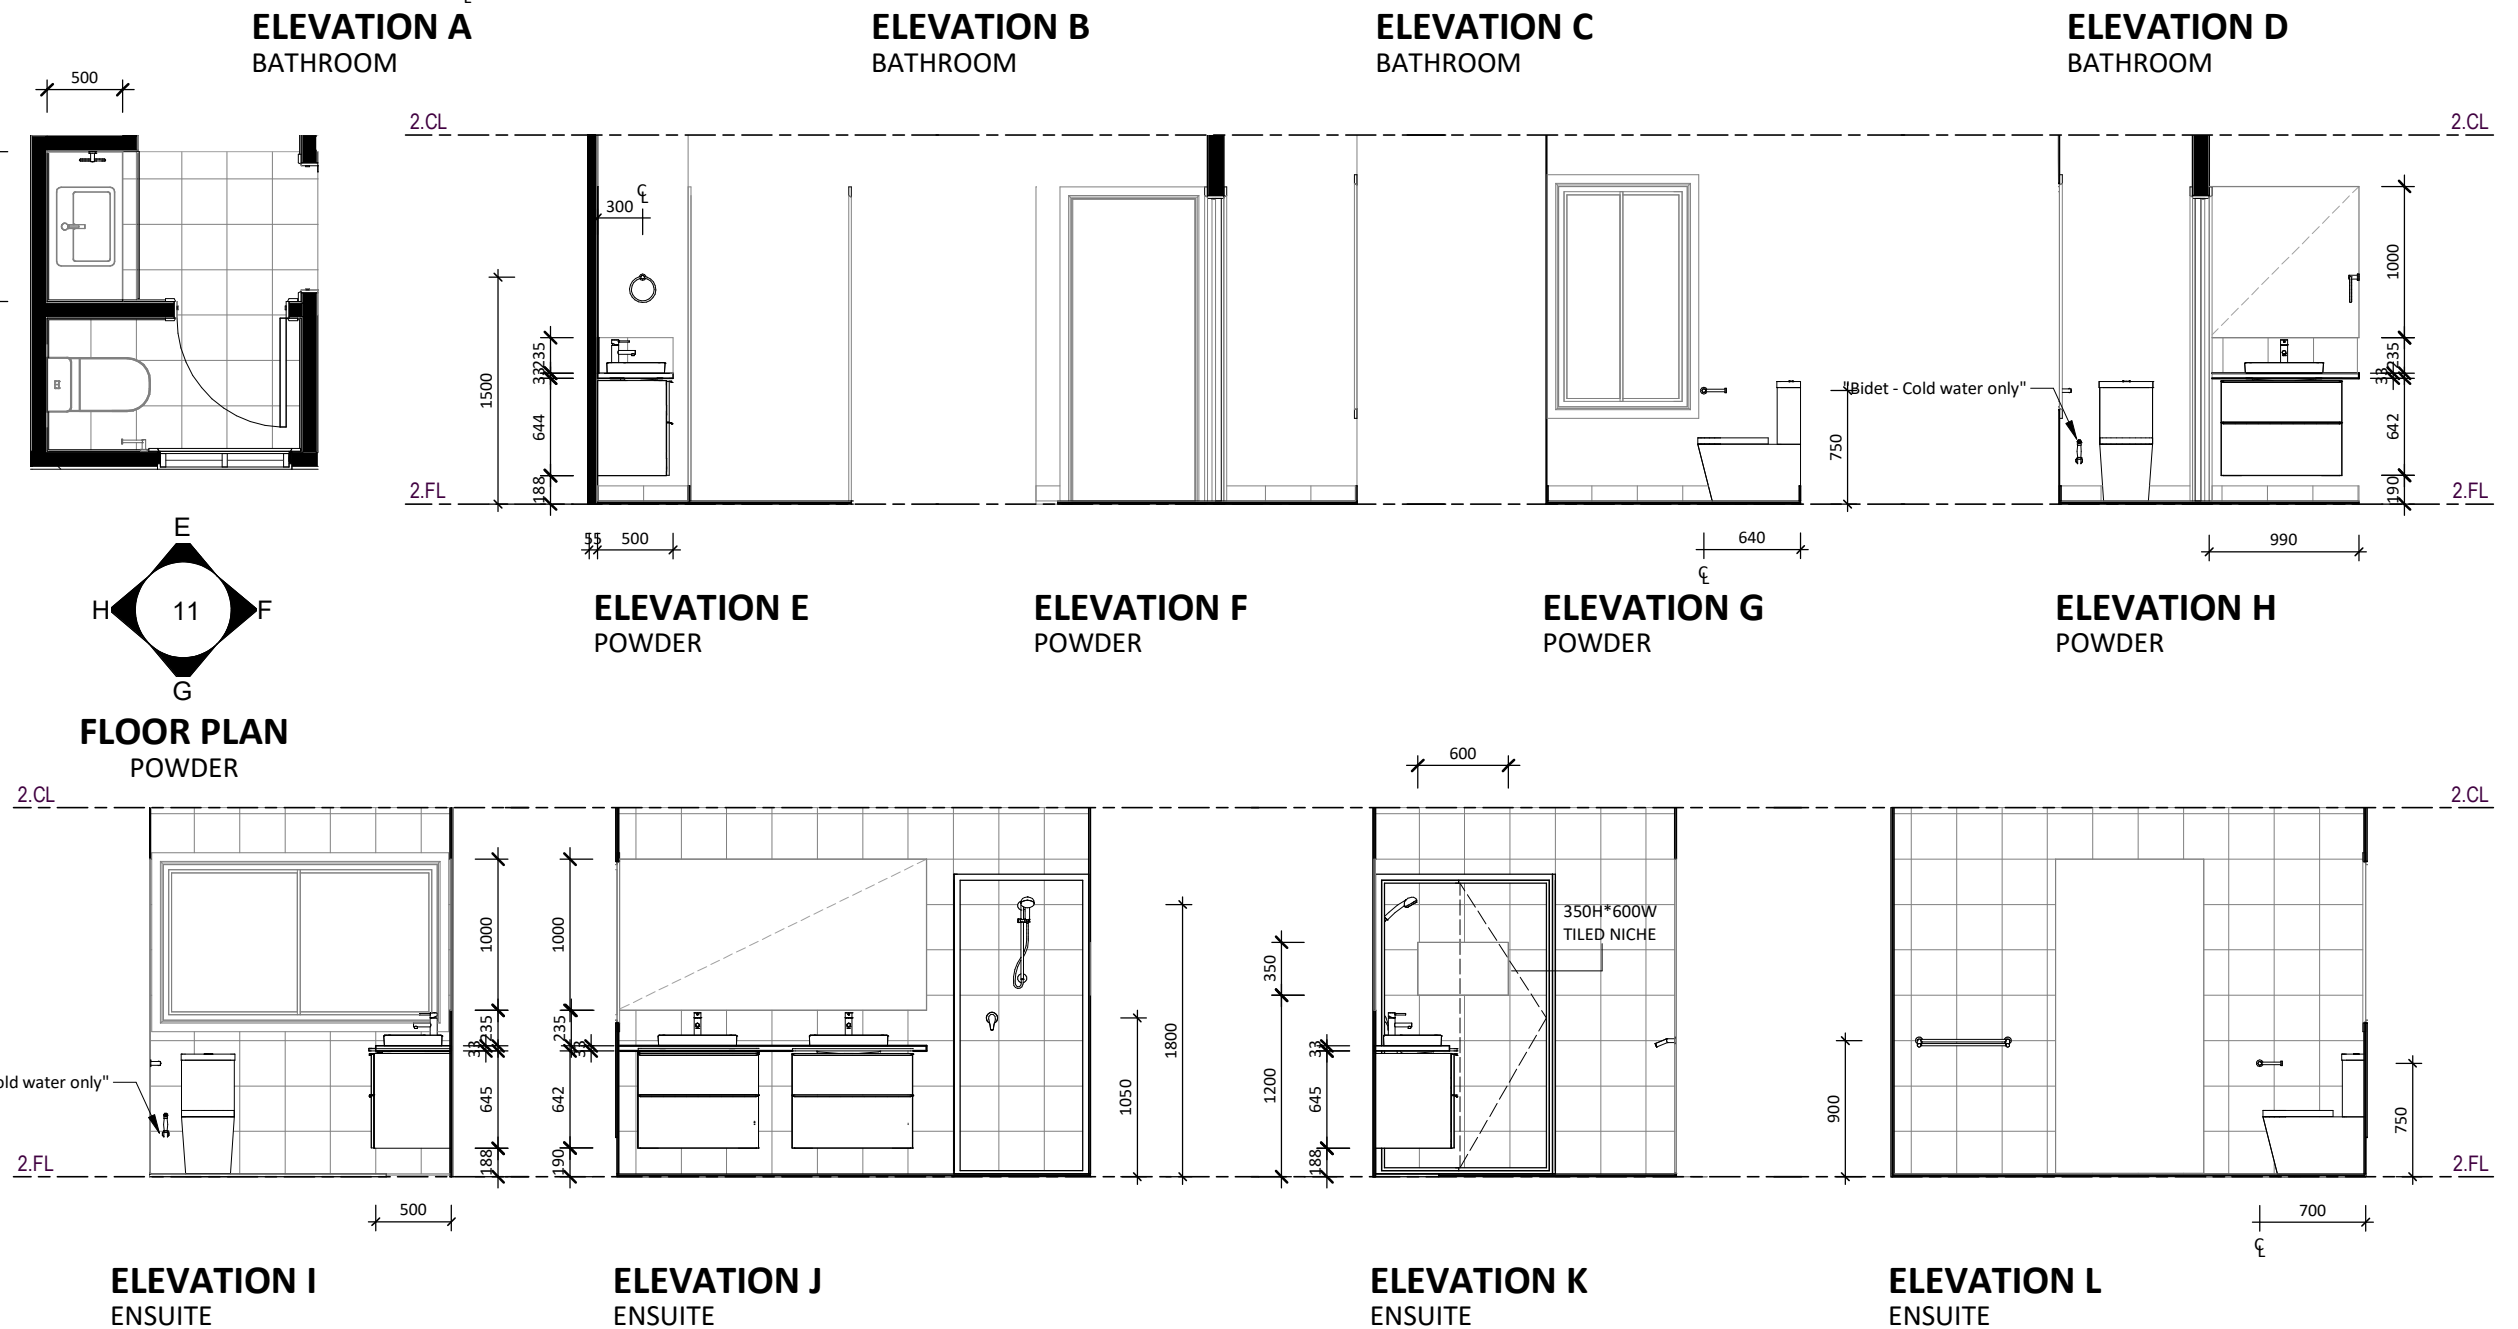 ELEVATION A
BATHROOM
ELEVATION B
BATHROOM
ELEVATION C
BATHROOM
ELEVATION D
BATHROOM
500
2.CL
2.CL
300
℄
1500
235
33
644
188
2.FL
55
500
ELEVATION E
POWDER
ELEVATION F
POWDER
750
640
℄
ELEVATION G
POWDER
"Bidet - Cold water only"
1000
235
33
642
190
2.FL
990
ELEVATION H
POWDER
E
H
11
F
G
FLOOR PLAN
POWDER
2.CL
2.CL
old water only"
2.FL
1000
235
33
645
188
500
ELEVATION I
ENSUITE
1000
235
33
642
190
1050
1800
ELEVATION J
ENSUITE
600
350H*600W
TILED NICHE
350
1200
33
645
188
ELEVATION K
ENSUITE
900
750
2.FL
700
℄
ELEVATION L
ENSUITE